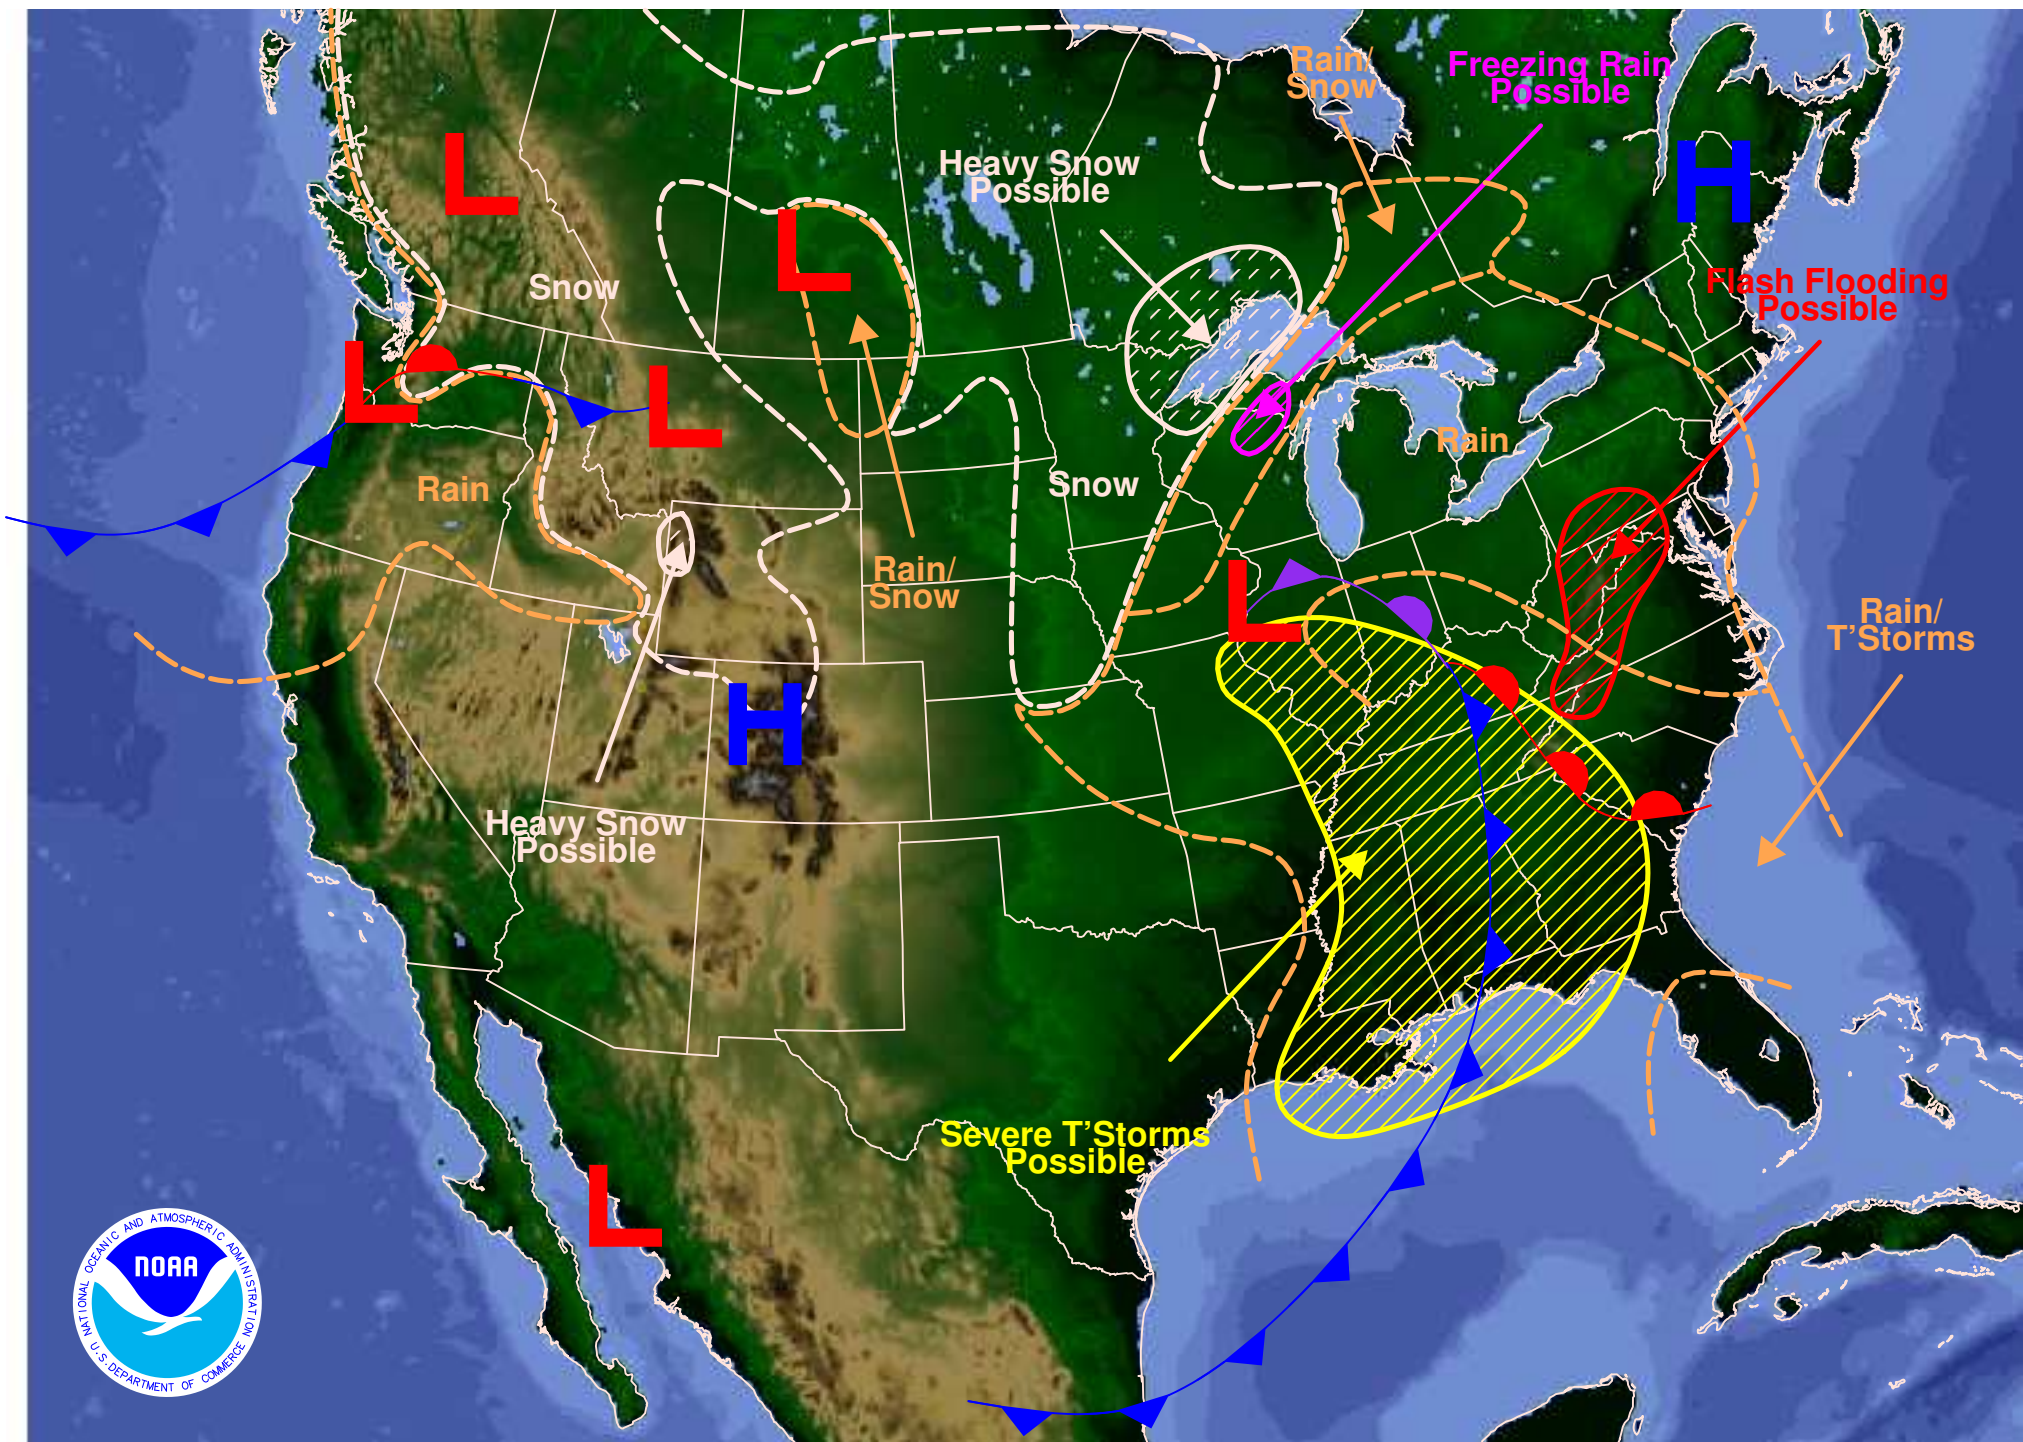 Rain/
Snow
Freezing Rain
Possible
L
H
Heavy Snow
Possible
L
Snow
Flash Flooding
Possible
L
L
Rain
Snow
Rain
Rain/
Snow
L
Rain/
T'Storms
H
Heavy Snow
Possible
Severe T'Storms
Possible
L
NATIONAL OCEANIC AND ATMOSPHERIC ADMINISTRATION
NOAA
U.S. DEPARTMENT OF COMMERCE